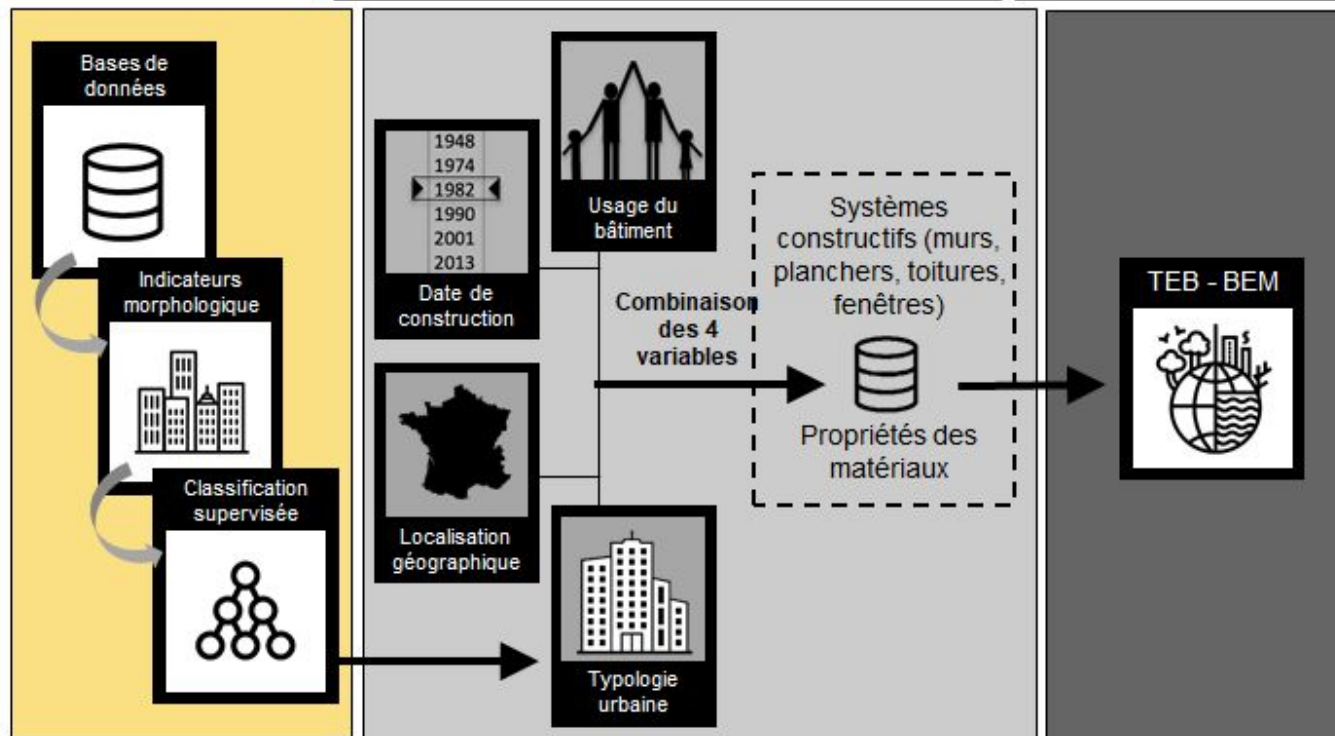 Bases de
données
Indicateurs
morphologique
Classification
supervisée
1948
1974
1982
1990
2001
2013
Date de
construction
Usage du
bâtiment
Localisation
géographique
Typologie
urbaine
Combinaison
des 4
variables
Systèmes
constructifs (murs,
planchers, toitures,
fenêtres)
Propriétés des
matériaux
TEB - BEM
$